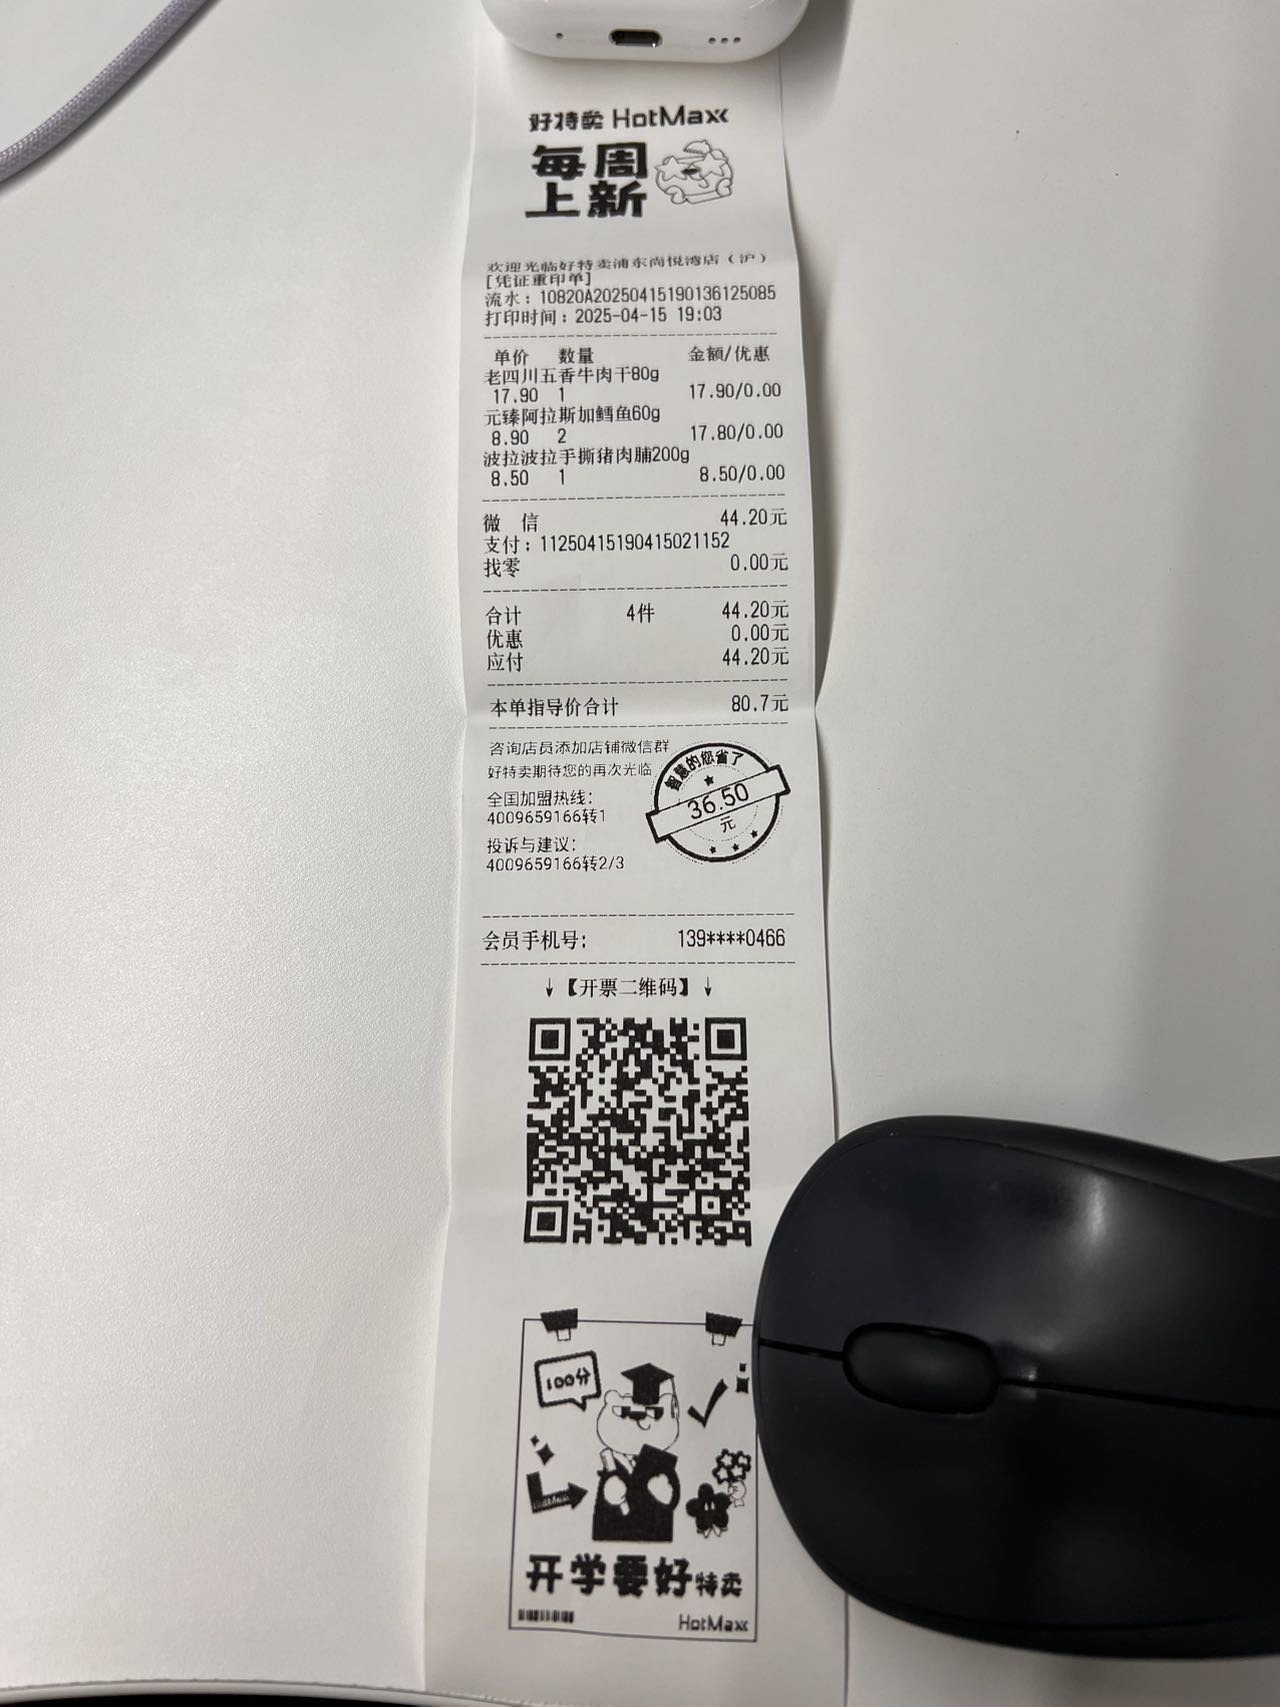 好特卖 HotMaxx
每周
上新
欢迎光临好特卖浦东尚悦湾店（沪）
[凭证重印单]
流水：10820A20250415190136125085
打印时间：2025-04-15 19:03
单价 数量 金额/优惠
老四川五香牛肉干80g
17.90 1 17.90/0.00
元臻阿拉斯加鳕鱼60g
8.90 2 17.80/0.00
波拉波拉手撕猪肉脯200g
8.50 1 8.50/0.00
微 信 44.20元
支付：11250415190415021152
找零 0.00元
合计 4件 44.20元
优惠 0.00元
应付 44.20元
本单指导价合计 80.7元
咨询店员添加店铺微信群
好特卖期待您的再次光临
全国加盟热线：
4009659166转1
投诉与建议：
4009659166转2/3
智慧的您省了
36.50
元
会员手机号： 139****0466
↓【开票二维码】↓
100分
HotMaxx
开学要好特卖
HotMaxx